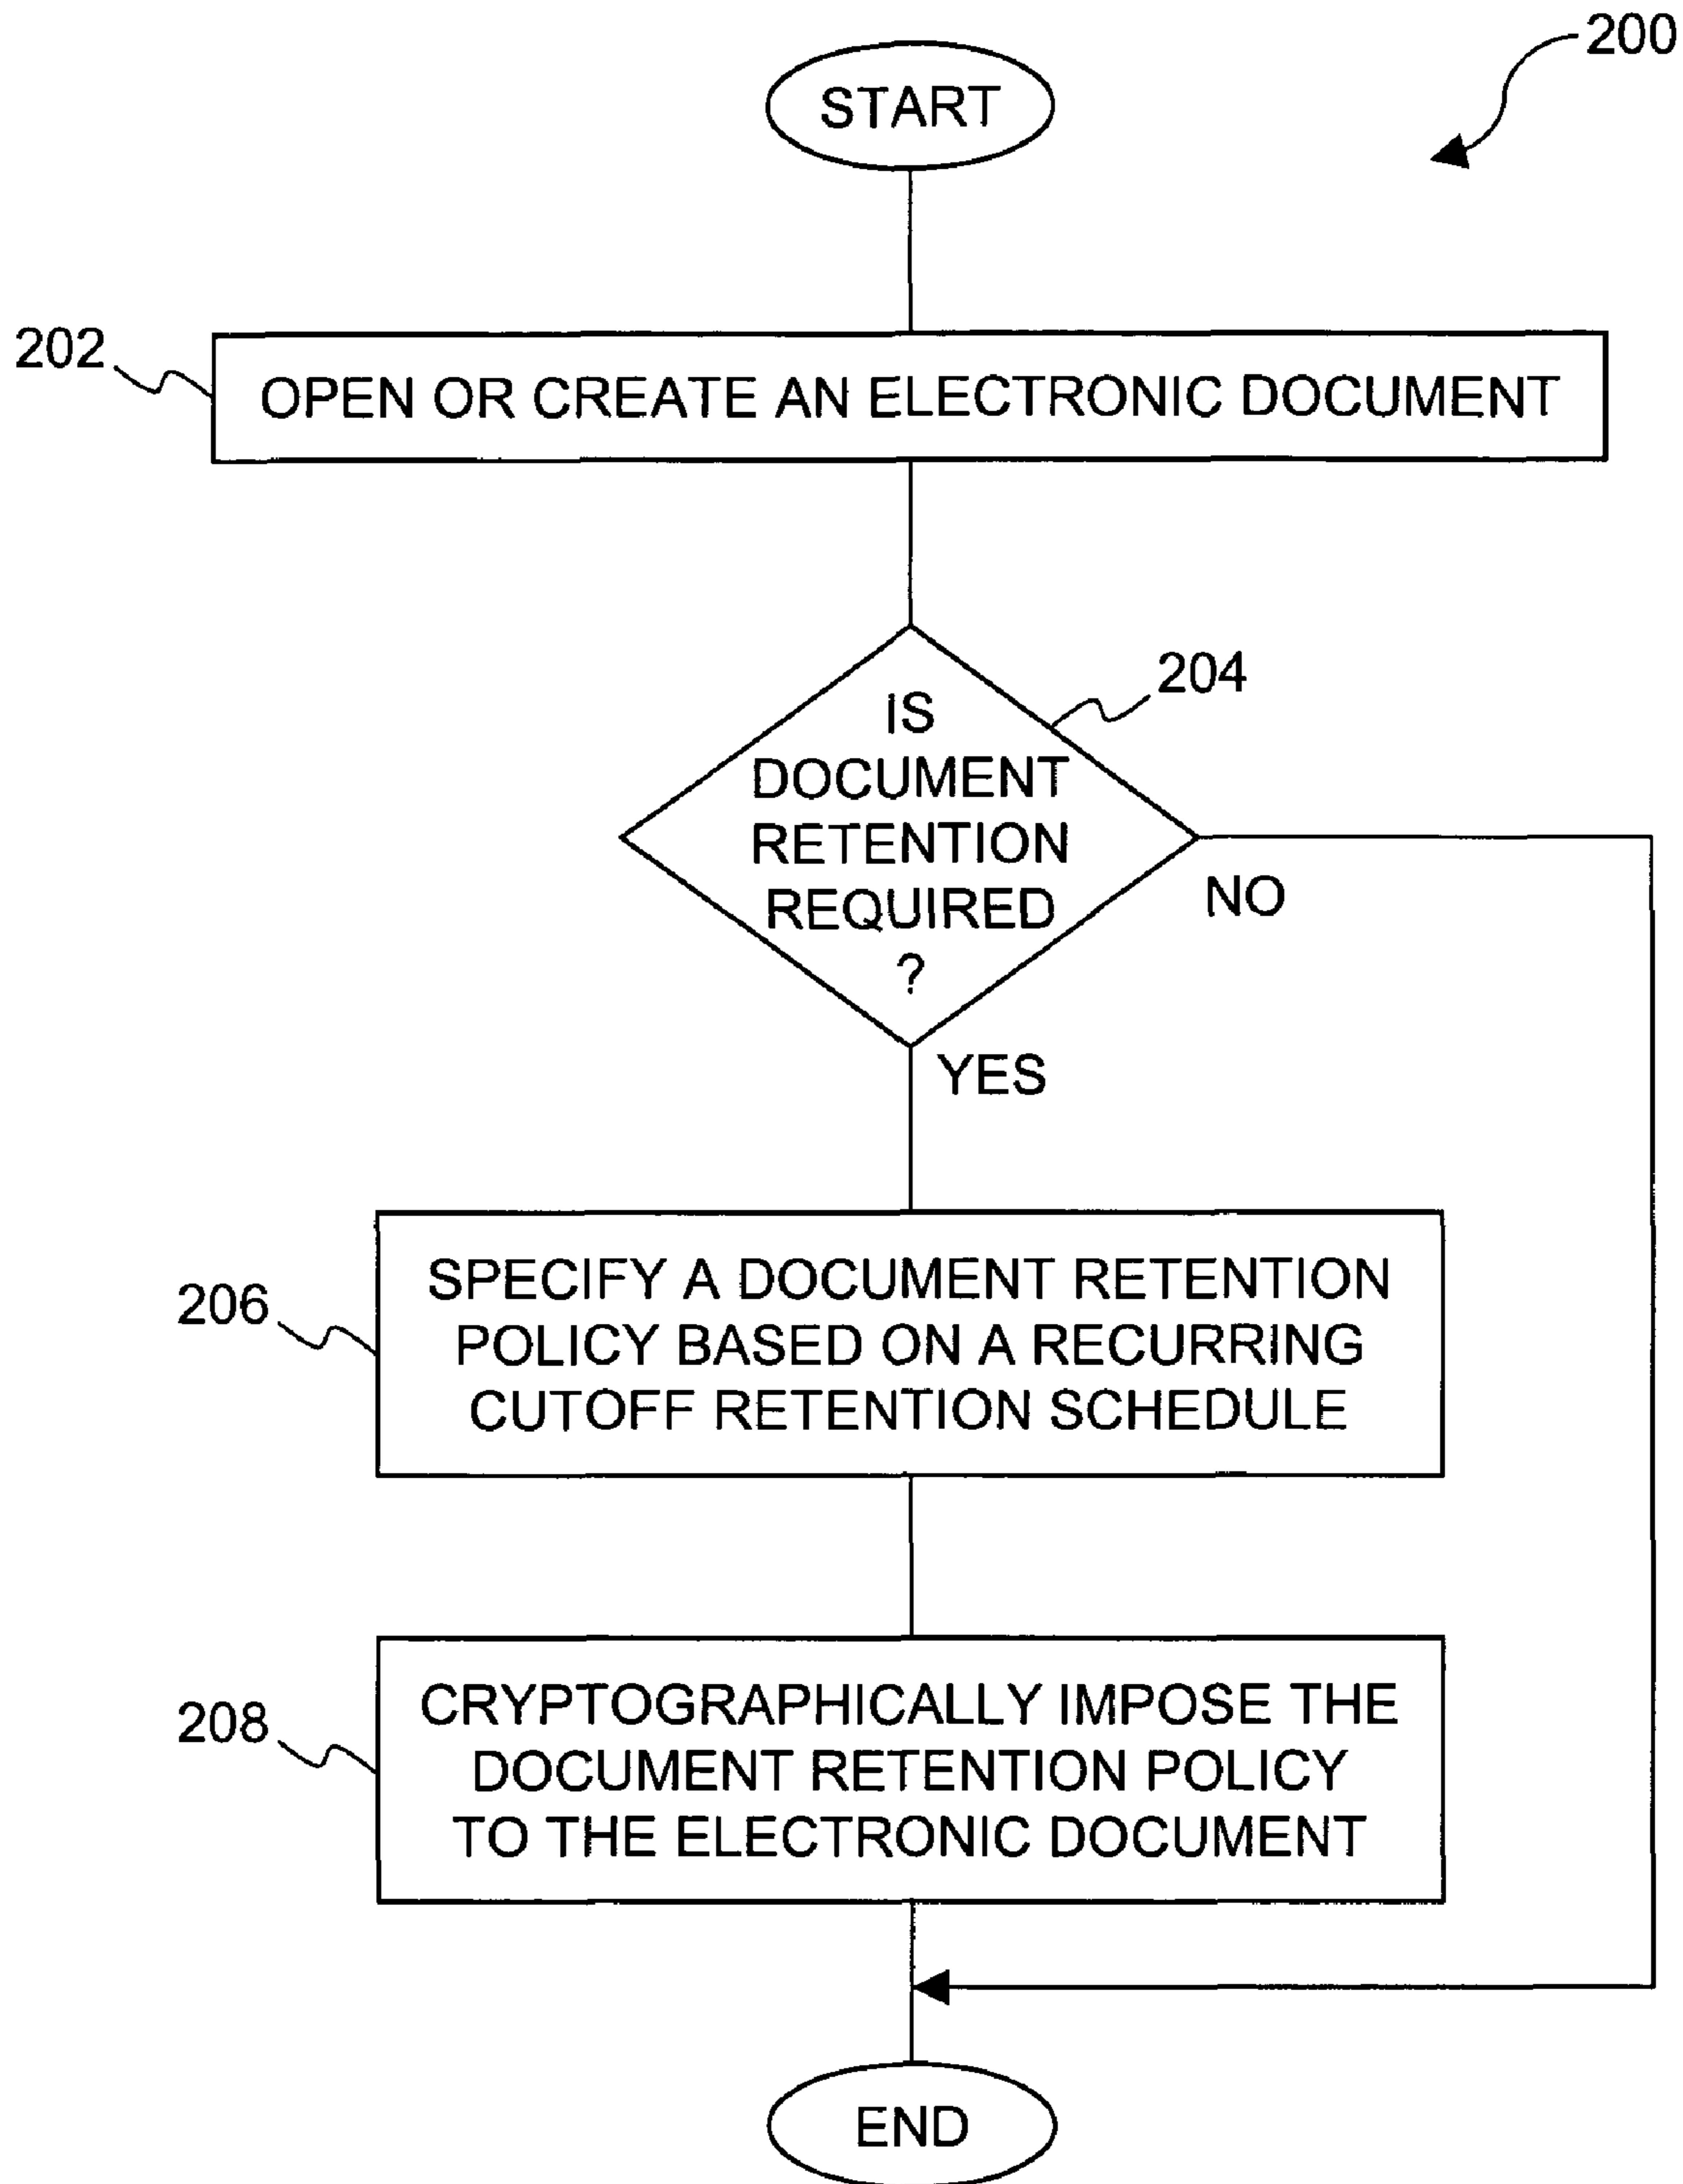 200
START
202
OPEN OR CREATE AN ELECTRONIC DOCUMENT
204
IS
DOCUMENT
RETENTION
REQUIRED
?
NO
YES
206
SPECIFY A DOCUMENT RETENTION
POLICY BASED ON A RECURRING
CUTOFF RETENTION SCHEDULE
208
CRYPTOGRAPHICALLY IMPOSE THE
DOCUMENT RETENTION POLICY
TO THE ELECTRONIC DOCUMENT
END